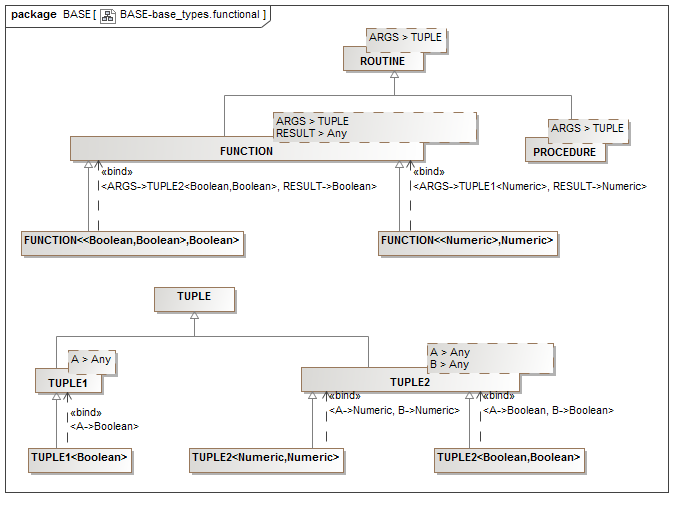 package BASE [ BASE-base_types.functional ]
ARGS > TUPLE
ROUTINE
ARGS > TUPLE
RESULT > Any
FUNCTION
ARGS > TUPLE
PROCEDURE
«bind»
<ARGS->TUPLE2<Boolean,Boolean>, RESULT->Boolean>
«bind»
<ARGS->TUPLE1<Numeric>, RESULT->Numeric>
FUNCTION<<Boolean,Boolean>,Boolean>
FUNCTION<<Numeric>,Numeric>
TUPLE
A > Any
TUPLE1
A > Any
B > Any
TUPLE2
«bind»
<A->Boolean>
«bind»
<A->Numeric, B->Numeric>
«bind»
<A->Boolean, B->Boolean>
TUPLE1<Boolean>
TUPLE2<Numeric,Numeric>
TUPLE2<Boolean,Boolean>